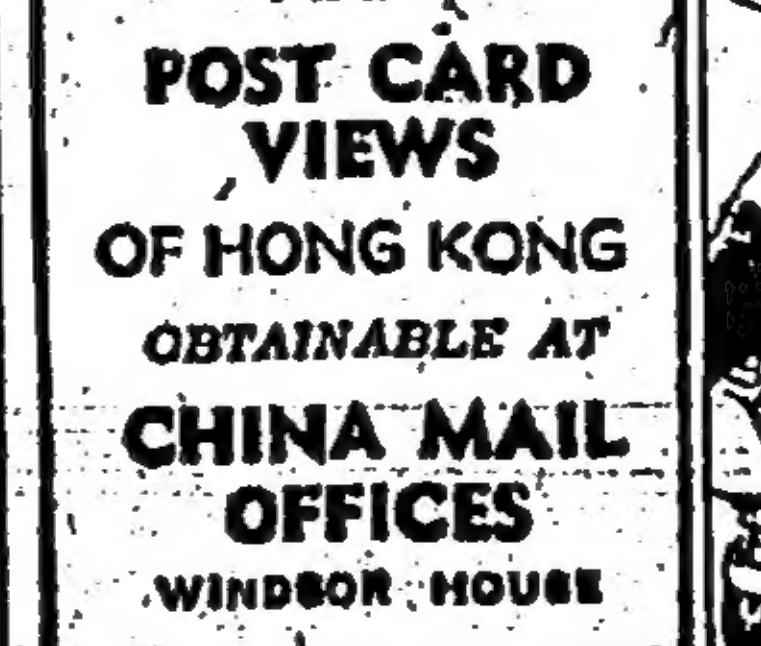 POST CARD
VIEWS
OF HONG KONG
OBTAINABLE AT
CHINA MAIL
OFFICES
WINDSOR HOUSE